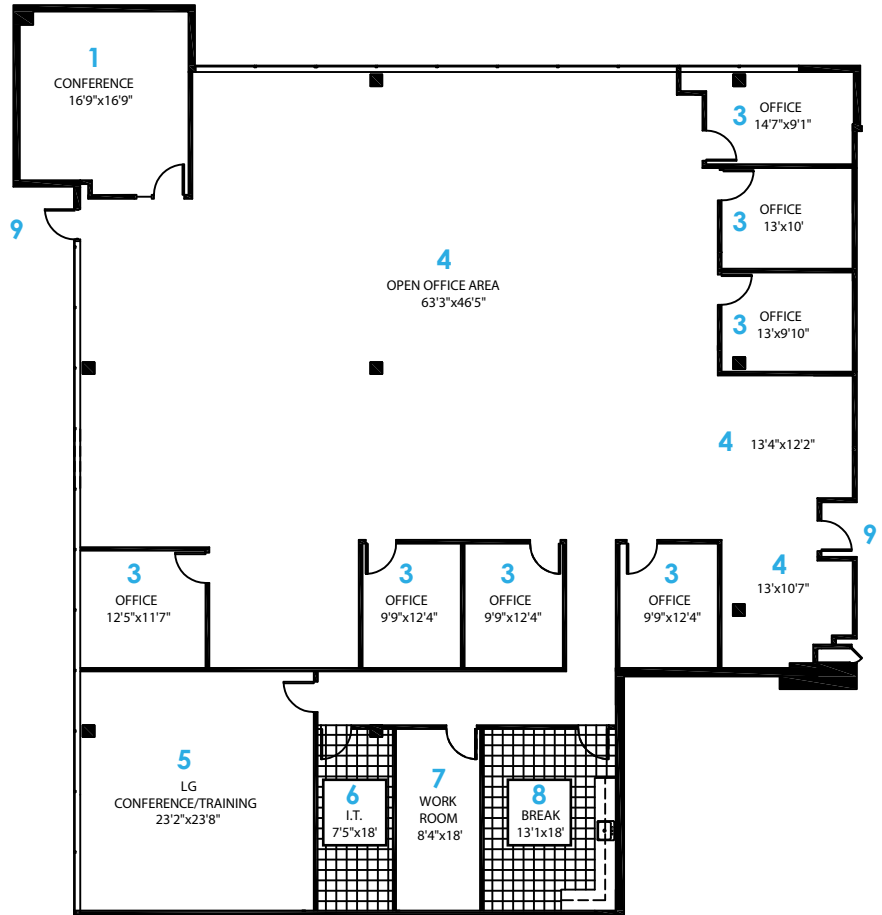 1
CONFERENCE
16'9"x16'9"
3
OFFICE
14'7"x9'1"
3
OFFICE
13'x10'
9
4
OPEN OFFICE AREA
63'3"x46'5"
3
OFFICE
13'x9'10"
4
13'4"x12'2"
9
3
OFFICE
12'5"x11'7"
3
OFFICE
9'9"x12'4"
3
OFFICE
9'9"x12'4"
3
OFFICE
9'9"x12'4"
4
13'x10'7"
5
LG
CONFERENCE/TRAINING
23'2"x23'8"
6
I.T.
7'5"x18'
7
WORK
ROOM
8'4"x18'
8
BREAK
13'1x18'